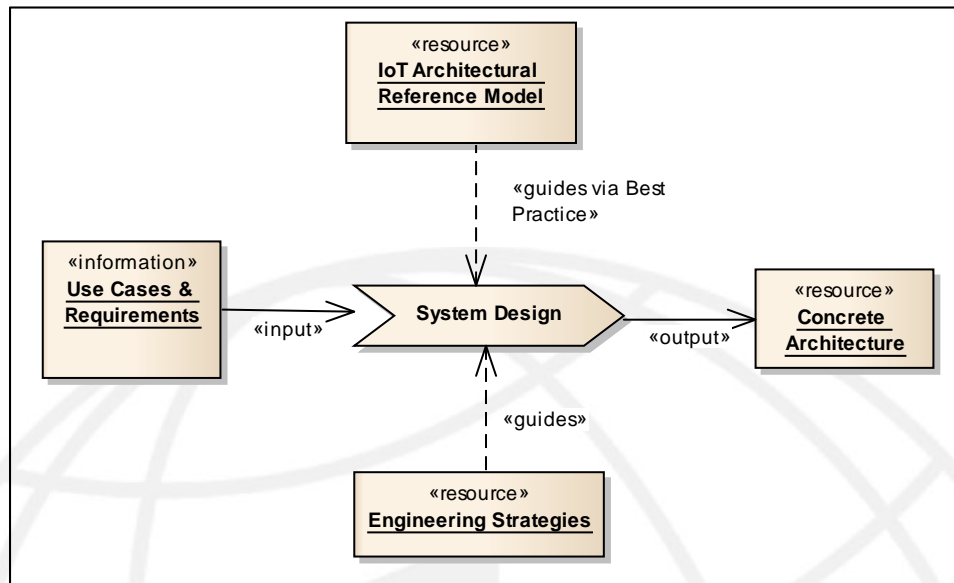 «resource»
IoT Architectural
Reference Model
«guides via Best
Practice»
«information»
Use Cases &
Requirements
«input»
System Design
«output»
«resource»
Concrete
Architecture
«guides»
«resource»
Engineering Strategies